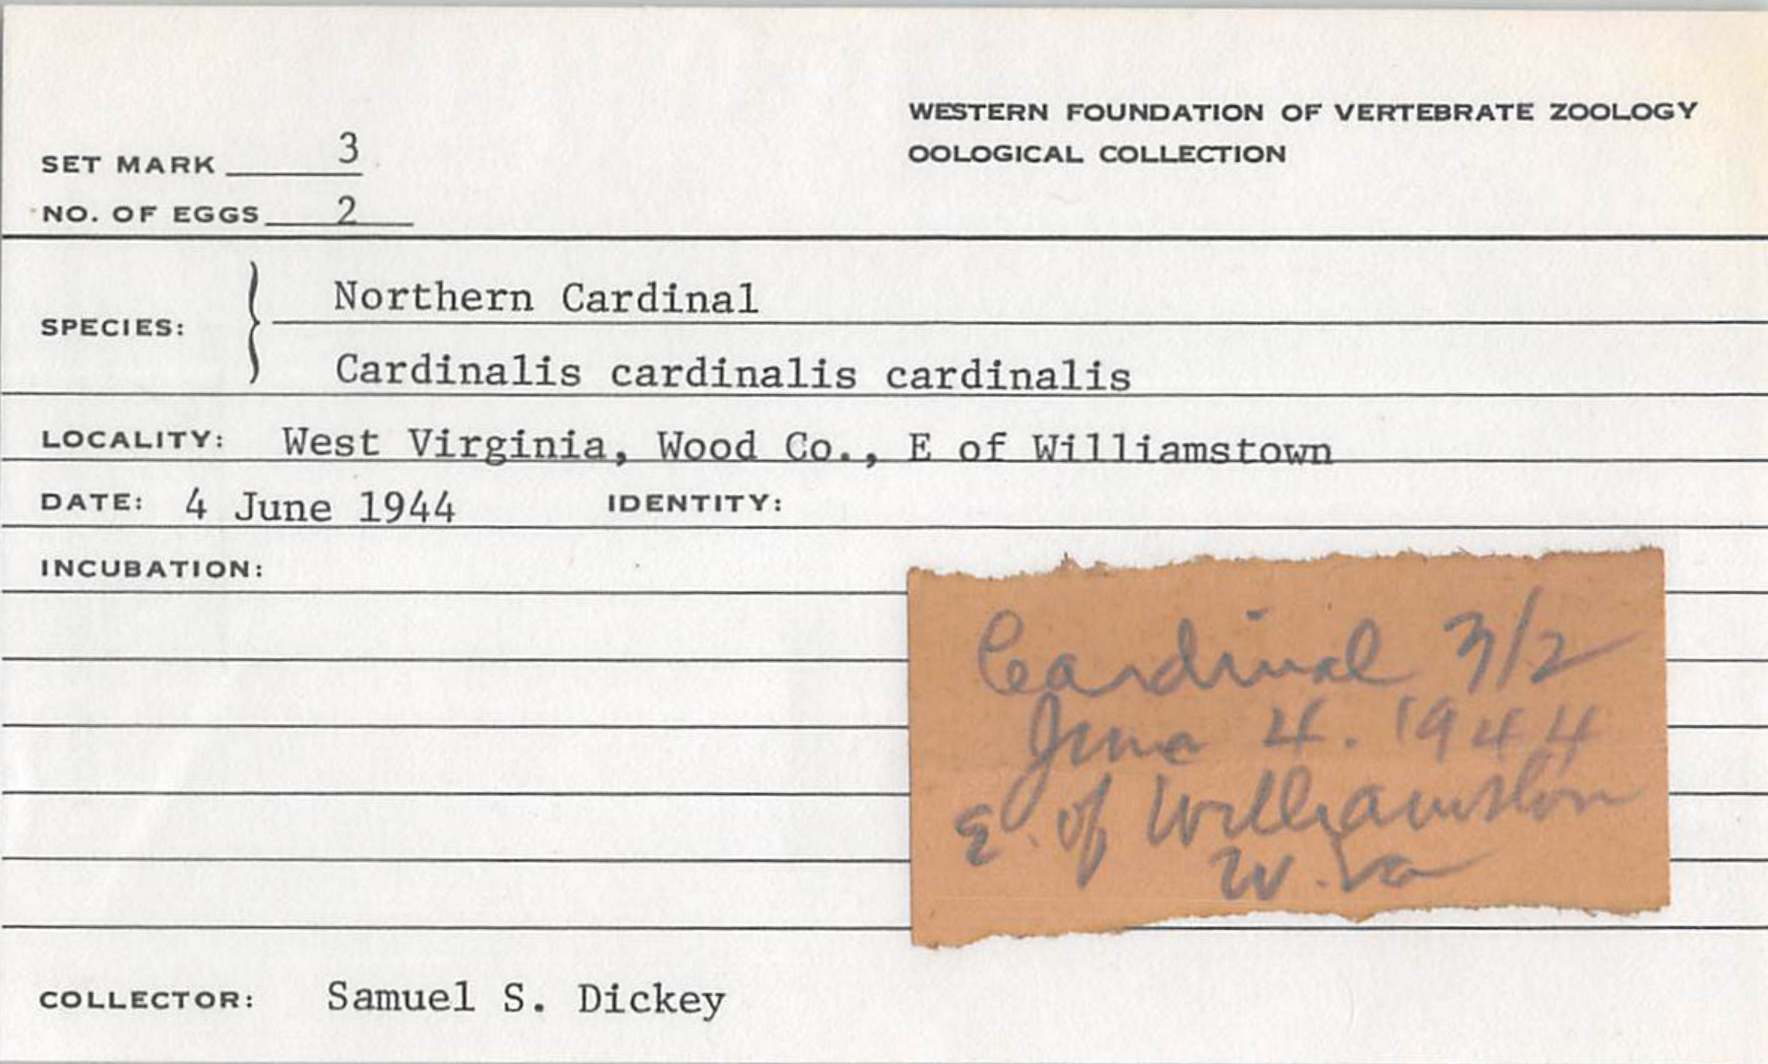 WESTERN FOUNDATION OF VERTEBRATE ZOOLOGY
OOLOGICAL COLLECTION
SET MARK 3
NO. OF EGGS 2
SPECIES:
Northern Cardinal
Cardinalis cardinalis cardinalis
LOCALITY: West Virginia, Wood Co., E of Williamstown
DATE: 4 June 1944 IDENTITY:
INCUBATION:
Cardinal 3/2
June 4. 1944
E. of Williamston
W. Va
COLLECTOR: Samuel S. Dickey